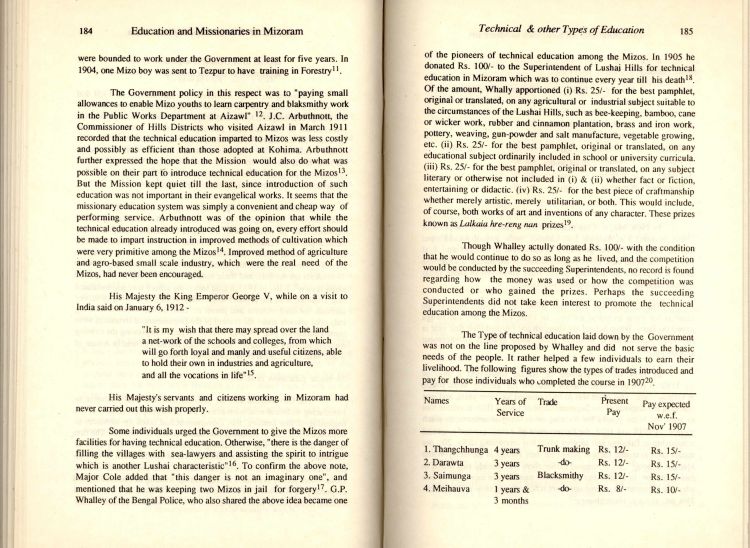 184 Education and Missionaries in Mizoram
were bounded to work under the Government at least for five years. In
1904, one Mizo boy was sent to Tezpur to have training in Forestry11.
The Government policy in this respect was to "paying small
allowances to enable Mizo youths to learn carpentry and blaksmithy work
in the Public Works Department at Aizawl" 12. J.C. Arbuthnott, the
Commissioner of Hills Districts who visited Aizawl in March 1911
recorded that the technical education imparted to Mizos was less costly
and possibly as efficient than those adopted at Kohima. Arbuthnott
further expressed the hope that the Mission would also do what was
possible on their part to introduce technical education for the Mizos13.
But the Mission kept quiet till the last, since introduction of such
education was not important in their evangelical works. It seems that the
missionary education system was simply a convenient and cheap way of
performing service. Arbuthnott was of the opinion that while the
technical education already introduced was going on, every effort should
be made to impart instruction in improved methods of cultivation which
were very primitive among the Mizos14. Improved method of agriculture
and agro-based small scale industry, which were the real need of the
Mizos, had never been encouraged.
His Majesty the King Emperor George V, while on a visit to
India said on January 6, 1912 -
"It is my wish that there may spread over the land
a net-work of the schools and colleges, from which
will go forth loyal and manly and useful citizens, able
to hold their own in industries and agriculture,
and all the vocations in life"15.
His Majesty's servants and citizens working in Mizoram had
never carried out this wish properly.
Some individuals urged the Government to give the Mizos more
facilities for having technical education. Otherwise, "there is the danger of
filling the villages with sea-lawyers and assisting the spirit to intrigue
which is another Lushai characteristic"16. To confirm the above note,
Major Cole added that "this danger is not an imaginary one", and
mentioned that he was keeping two Mizos in jail for forgery17. G.P.
Whalley of the Bengal Police, who also shared the above idea became one
Technical & other Types of Education 185
of the pioneers of technical education among the Mizos. In 1905 he
donated Rs. 100/- to the Superintendent of Lushai Hills for technical
education in Mizoram which was to continue every year till his death18.
Of the amount, Whally apportioned (i) Rs. 25/- for the best pamphlet,
original or translated, on any agricultural or industrial subject suitable to
the circumstances of the Lushai Hills, such as bee-keeping, bamboo, cane
or wicker work, rubber and cinnamon plantation, brass and iron work,
pottery, weaving, gun-powder and salt manufacture, vegetable growing,
etc. (ii) Rs. 25/- for the best pamphlet, original or translated, on any
educational subject ordinarily included in school or university curricula.
(iii) Rs. 25/- for the best pamphlet, original or translated, on any subject
literary or otherwise not included in (i) & (ii) whether fact or fiction,
entertaining or didactic. (iv) Rs. 25/- for the best piece of craftmanship
whether merely artistic, merely utilitarian, or both. This would include,
of course, both works of art and inventions of any character. These prizes
known as Lalkaia hre-reng nan prizes19.
Though Whalley actully donated Rs. 100/- with the condition
that he would continue to do so as long as he lived, and the competition
would be conducted by the succeeding Superintendents, no record is found
regarding how the money was used or how the competition was
conducted or who gained the prizes. Perhaps the succeeding
Superintendents did not take keen interest to promote the technical
education among the Mizos.
The Type of technical education laid down by the Government
was not on the line proposed by Whalley and did not serve the basic
needs of the people. It rather helped a few individuals to earn their
livelihood. The following figures show the types of trades introduced and
pay for those individuals who completed the course in 190720.
Names Years of Trade Present Pay expected
Service Pay w.e.f.
Nov' 1907
1. Thangchhunga 4 years Trunk making Rs. 12/- Rs. 15/-
2. Darawta 3 years -do- Rs. 12/- Rs. 15/-
3. Saimunga 3 years Blacksmithy Rs. 12/- Rs. 15/-
4. Meihauva 1 years & -do- Rs. 8/- Rs. 10/-
3 months